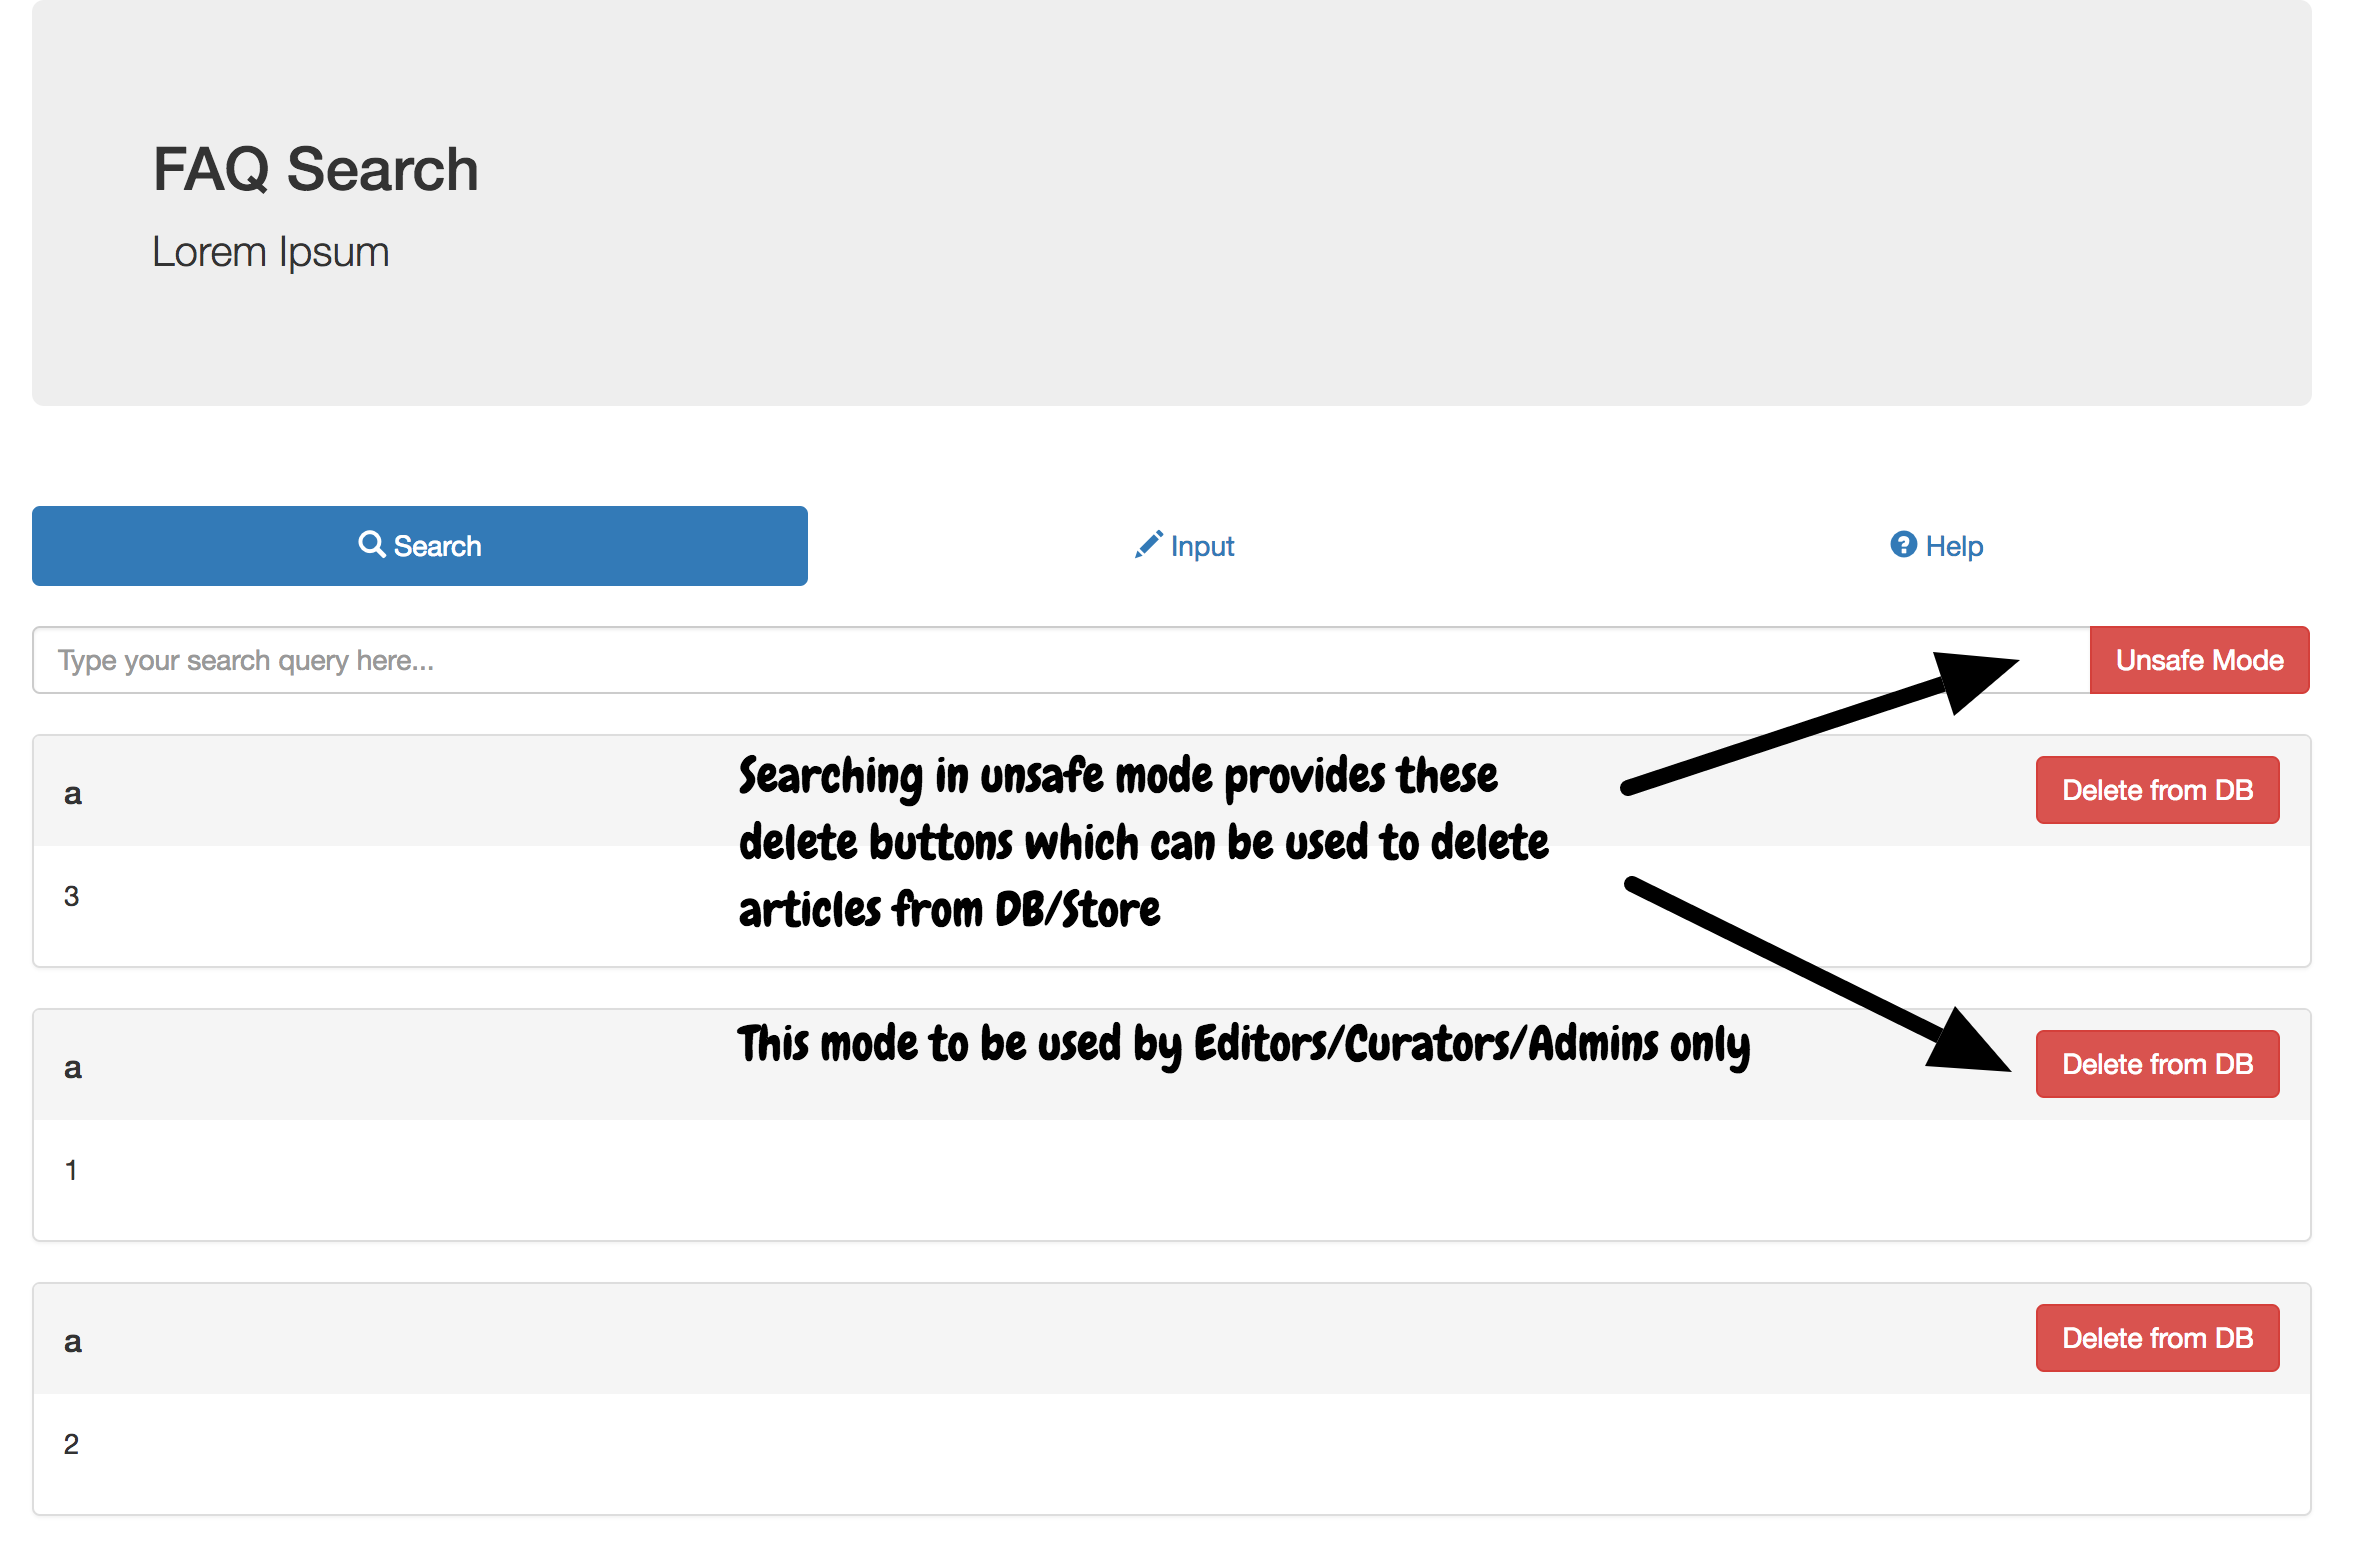 FAQ Search
Lorem Ipsum
Search
Input
Help
Type your search query here...
Unsafe Mode
a
Delete from DB
3
Searching in unsafe mode provides these
delete buttons which can be used to delete
articles from DB/Store
a
This mode to be used by Editors/Curators/Admins only
Delete from DB
1
a
Delete from DB
2